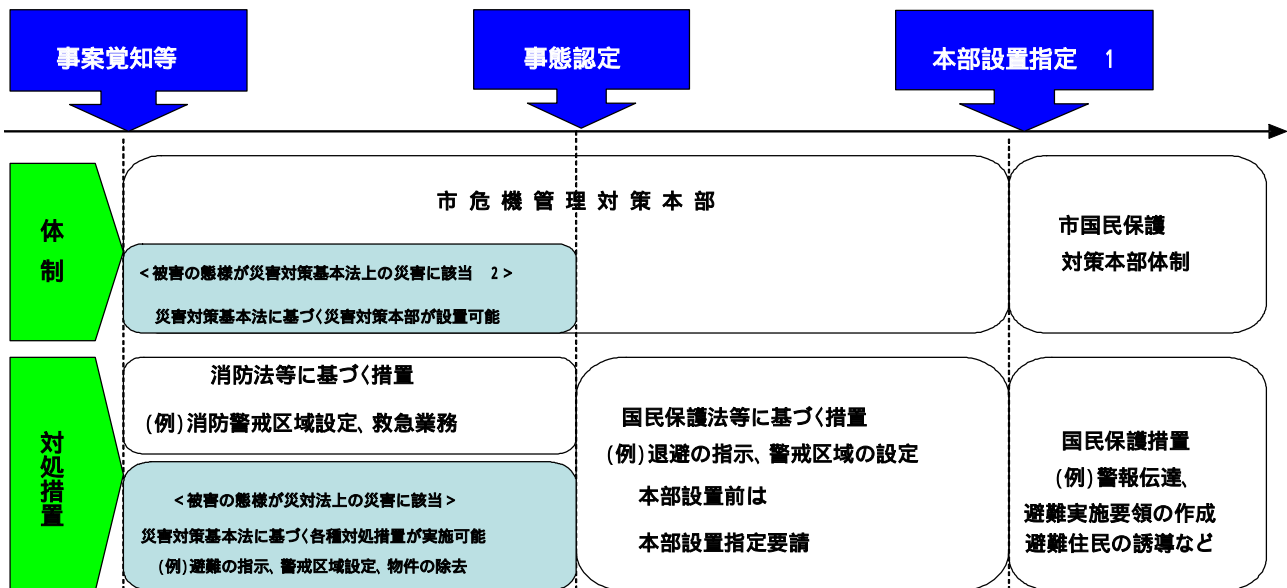 事案覚知等
事態認定
本部設置指定 1
体制
市危機管理対策本部
<被害の態様が災害対策基本法上の災害に該当 2>
災害対策基本法に基づく災害対策本部が設置可能
市国民保護
対策本部体制
対処措置
消防法等に基づく措置
(例)消防警戒区域設定、救急業務
<被害の態様が災対法上の災害に該当>
災害対策基本法に基づく各種対処措置が実施可能
(例)避難の指示、警戒区域設定、物件の除去
国民保護法等に基づく措置
(例)退避の指示、警戒区域の設定
本部設置前は
本部設置指定要請
国民保護措置
(例)警報伝達、
避難実施要領の作成
避難住民の誘導など